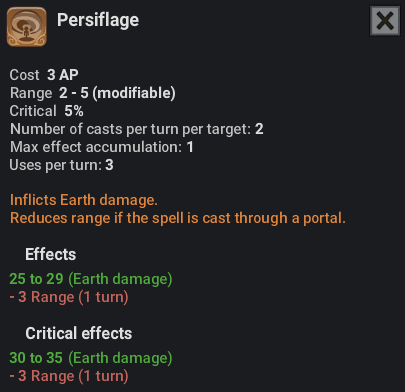 Persiflage
Cost 3 AP
Range 2 - 5 (modifiable)
Critical 5%
Number of casts per turn per target: 2
Max effect accumulation: 1
Uses per turn: 3
Inflicts Earth damage.
Reduces range if the spell is cast through a portal.
Effects
25 to 29 (Earth damage)
- 3 Range (1 turn)
Critical effects
30 to 35 (Earth damage)
- 3 Range (1 turn)